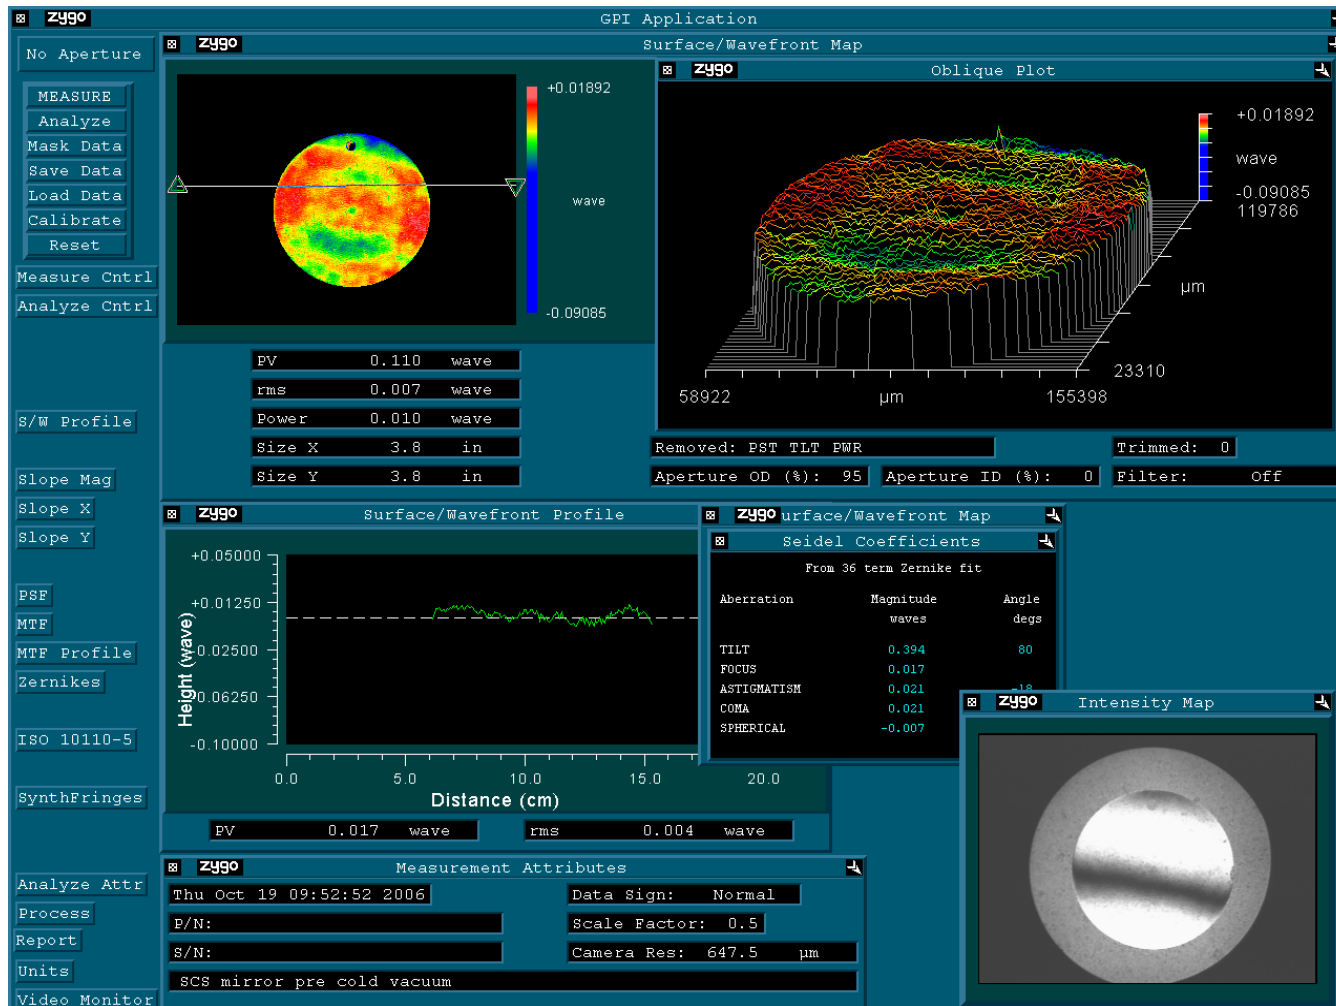 zygo GPI Application
No Aperture
MEASURE
Analyze
Mask Data
Save Data
Load Data
Calibrate
Reset
Measure Cntrl
Analyze Cntrl
S/W Profile
Slope Mag
Slope X
Slope Y
PSF
MTF
MTF Profile
Zernikes
ISO 10110-5
SynthFringes
Analyze Attr
Process
Report
Units
Video Monitor
zygo Surface/Wavefront Map
+0.01892
wave
-0.09085
PV 0.110 wave
rms 0.007 wave
Power 0.010 wave
Size X 3.8 in
Size Y 3.8 in
zygo Oblique Plot
+0.01892
wave
-0.09085
119786
µm
23310
58922 µm 155398
Removed: PST TLT PWR
Trimmed: 0
Aperture OD (%): 95
Aperture ID (%): 0
Filter: Off
zygo Surface/Wavefront Profile
+0.05000
+0.01250
-0.02500
-0.06250
-0.10000
Height (wave)
0.0 5.0 10.0 15.0 20.0
Distance (cm)
PV 0.017 wave
rms 0.004 wave
zygo urface/Wavefront Map
Seidel Coefficients
From 36 term Zernike fit
Aberration Magnitude Angle
waves degs
TILT 0.394 80
FOCUS 0.017
ASTIGMATISM 0.021 -18
COMA 0.021
SPHERICAL -0.007
zygo Intensity Map
zygo Measurement Attributes
Thu Oct 19 09:52:52 2006
Data Sign: Normal
P/N:
Scale Factor: 0.5
S/N:
Camera Res: 647.5 µm
SCS mirror pre cold vacuum